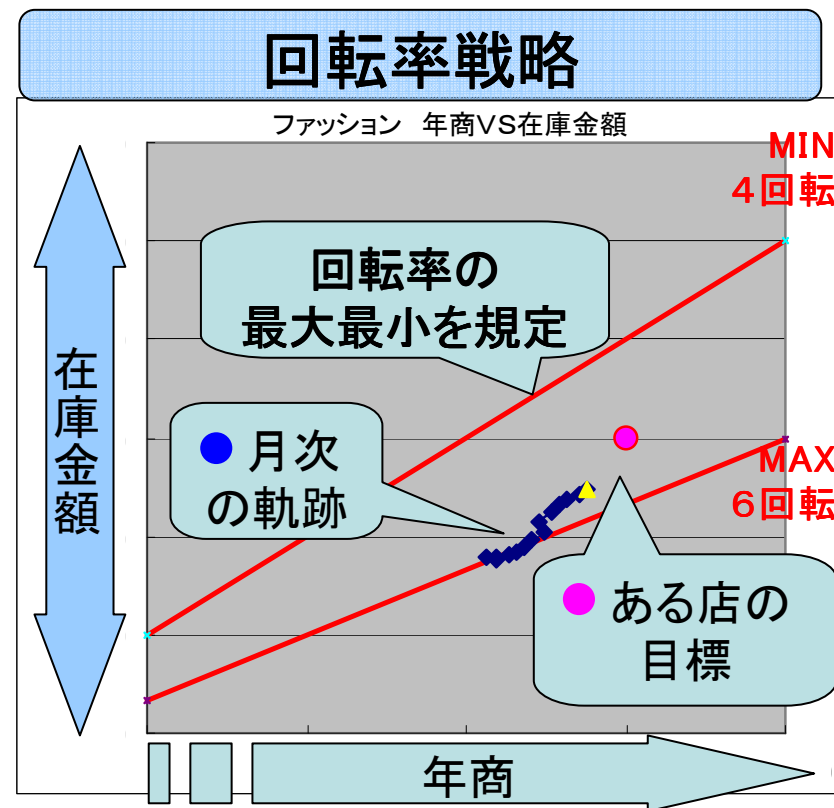 回転率戦略
ファッション 年商VS在庫金額
MIN
4回転
回転率の
最大最小を規定
在庫金額
● 月次
の軌跡
MAX
6回転
● ある店の
目標
年商